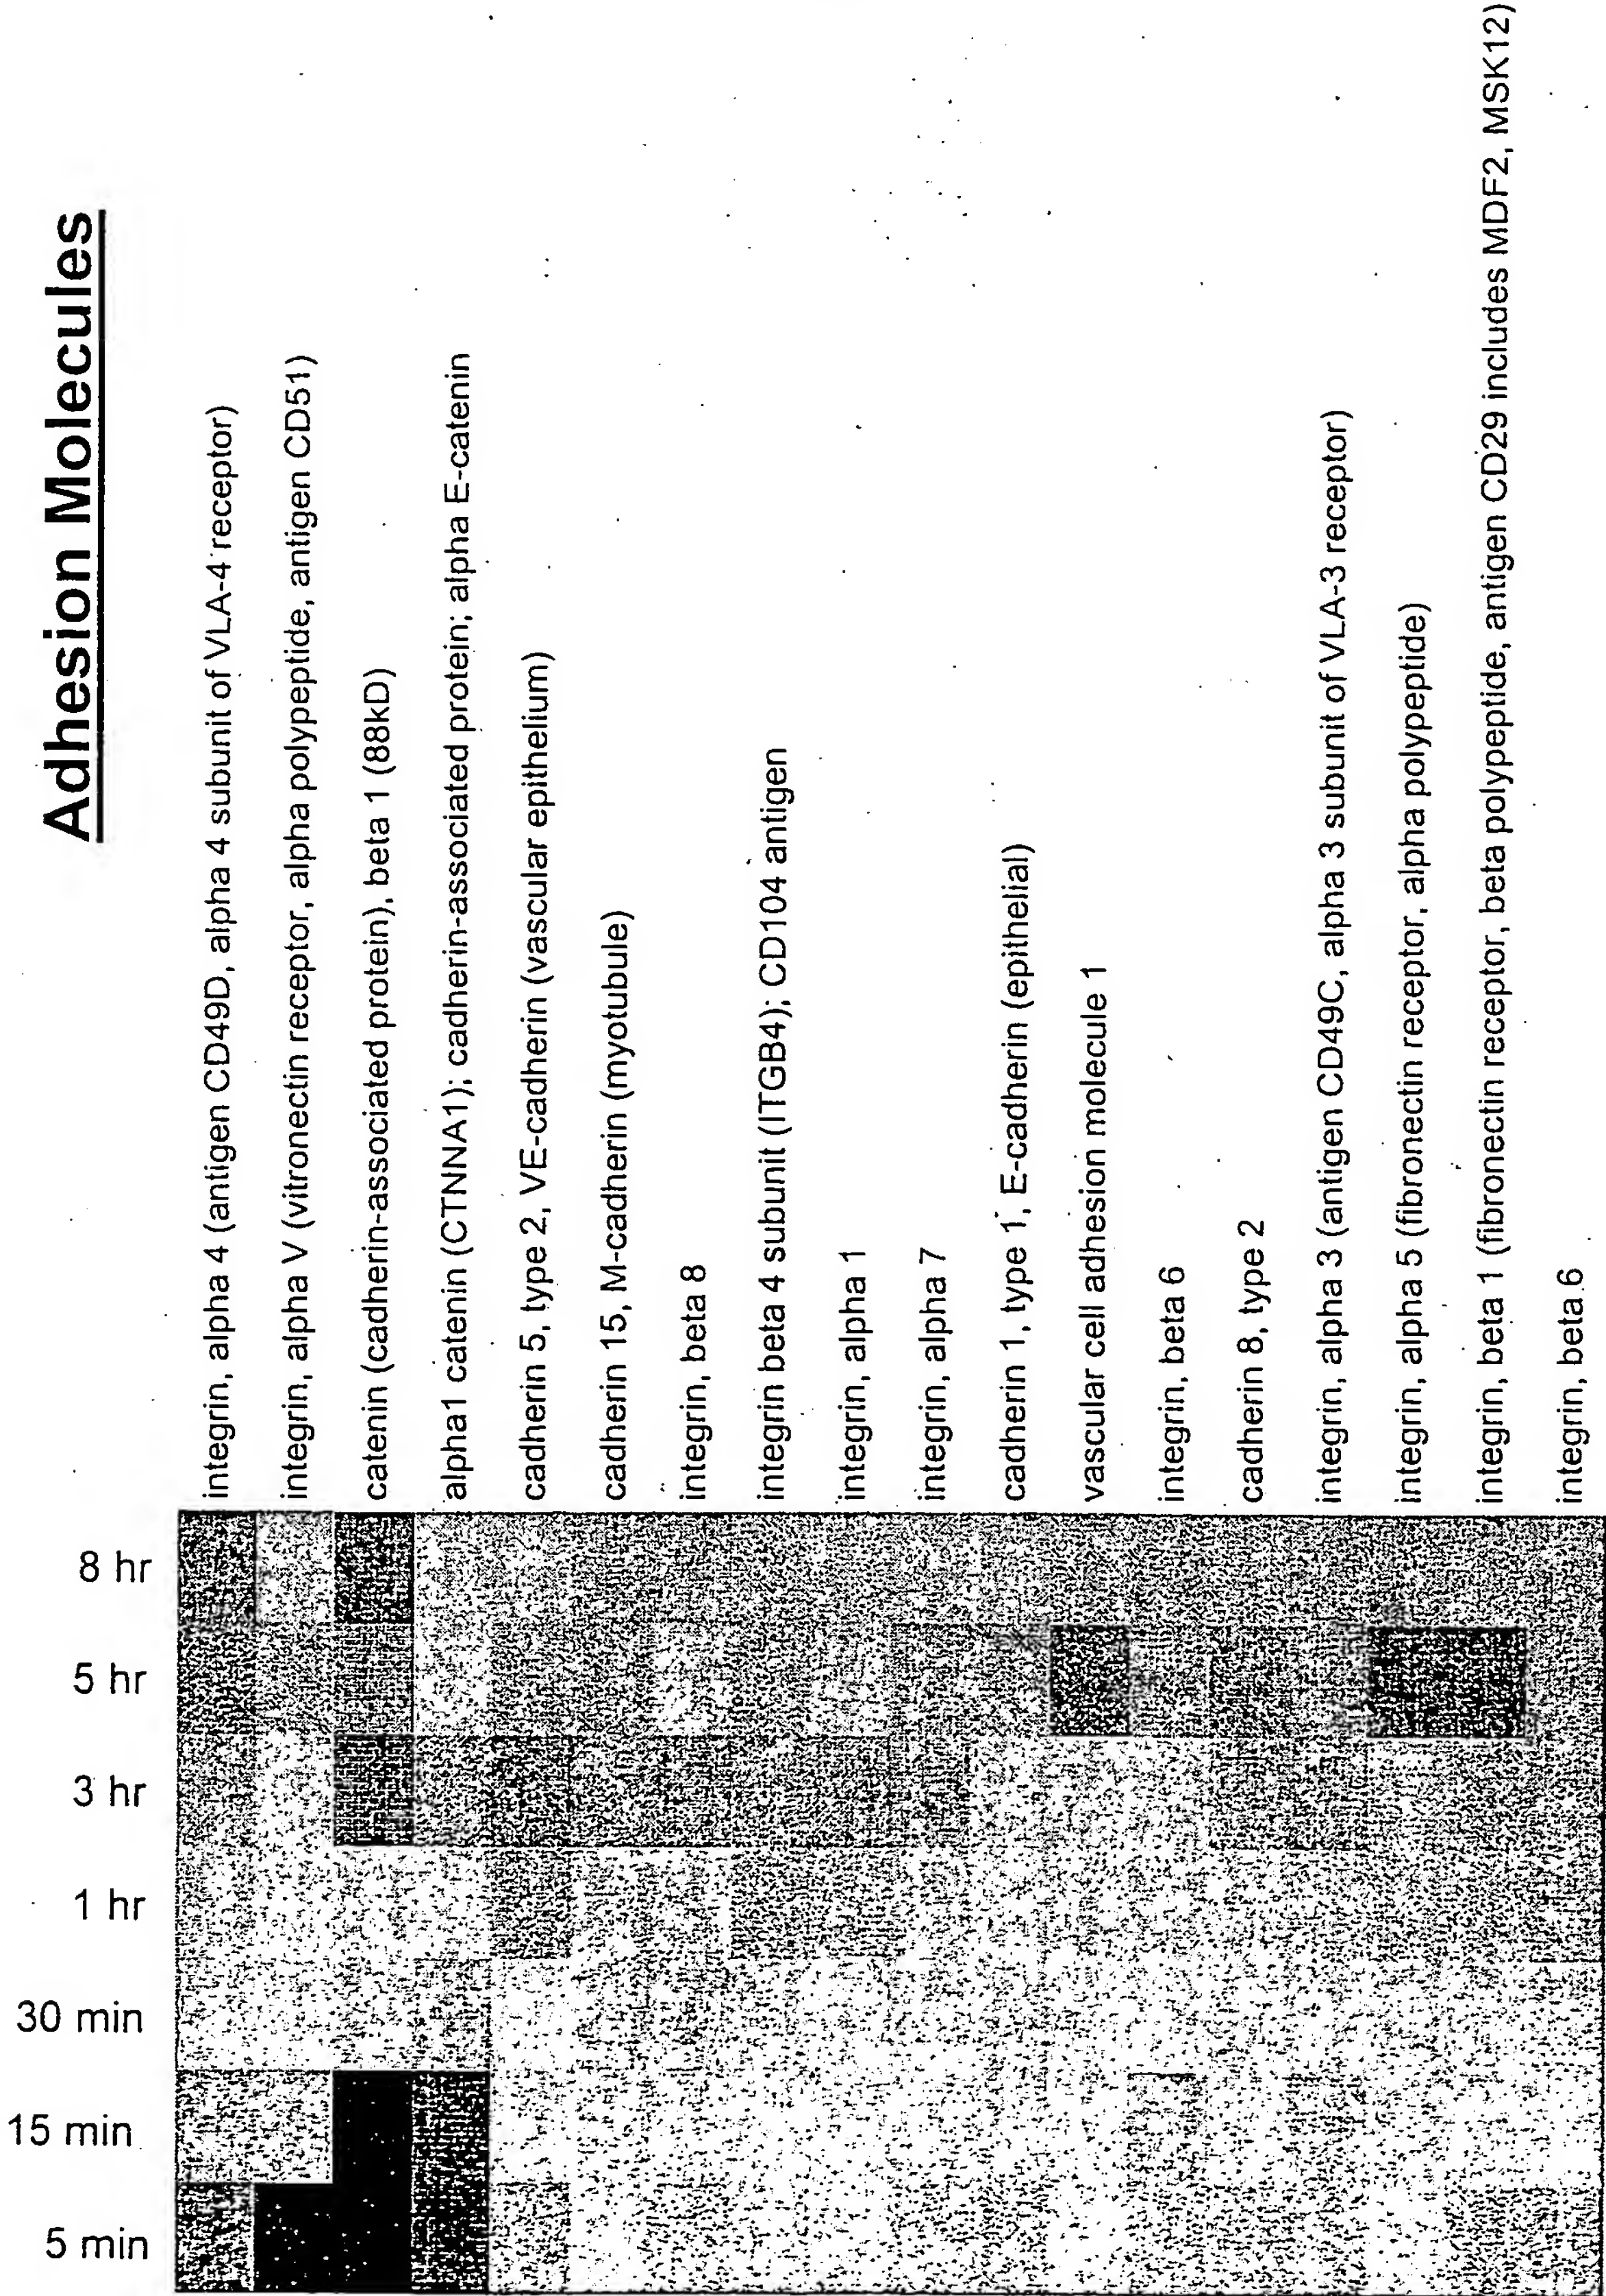 Adhesion Molecules
5 min
15 min
30 min
1 hr
3 hr
5 hr
8 hr
integrin, alpha 4 (antigen CD49D, alpha 4 subunit of VLA-4 receptor)
integrin, alpha V (vitronectin receptor, alpha polypeptide, antigen CD51)
catenin (cadherin-associated protein), beta 1 (88kD)
alpha1 catenin (CTNNA1); cadherin-associated protein; alpha E-catenin
cadherin 5, type 2, VE-cadherin (vascular epithelium)
cadherin 15, M-cadherin (myotubule)
integrin, beta 8
integrin beta 4 subunit (ITGB4); CD104 antigen
integrin, alpha 1
integrin, alpha 7
cadherin 1, type 1, E-cadherin (epithelial)
vascular cell adhesion molecule 1
integrin, beta 6
cadherin 8, type 2
integrin, alpha 3 (antigen CD49C, alpha 3 subunit of VLA-3 receptor)
integrin, alpha 5 (fibronectin receptor, alpha polypeptide)
integrin, beta 1 (fibronectin receptor, beta polypeptide, antigen CD29 includes MDF2, MSK12)
integrin, beta 6